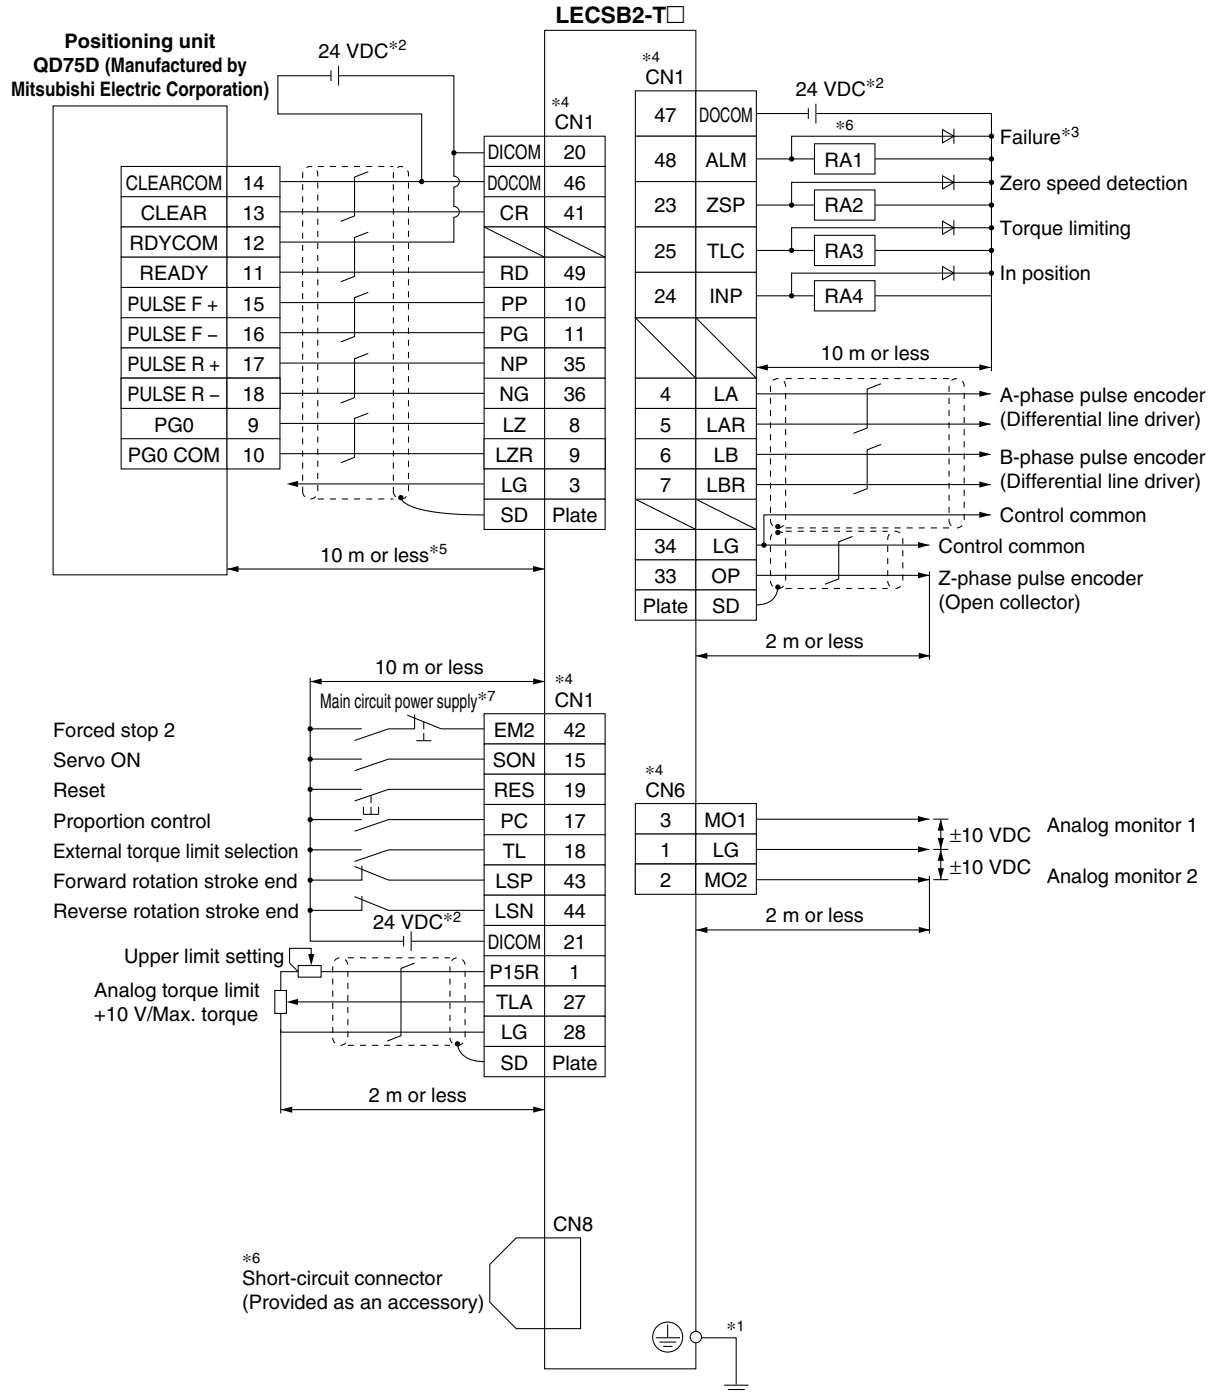 LECSB2-T□
Positioning unit
QD75D (Manufactured by
Mitsubishi Electric Corporation)
24 VDC*2
*4
CN1
DICOM 20
CLEARCOM 14 DOCOM 46
CLEAR 13 CR 41
RDYCOM 12
READY 11 RD 49
PULSE F + 15 PP 10
PULSE F − 16 PG 11
PULSE R + 17 NP 35
PULSE R − 18 NG 36
PG0 9 LZ 8
PG0 COM 10 LZR 9
LG 3
SD Plate
10 m or less*5
*4
CN1
24 VDC*2
47 DOCOM
*6
48 ALM RA1 Failure*3
23 ZSP RA2 Zero speed detection
25 TLC RA3 Torque limiting
24 INP RA4 In position
10 m or less
4 LA A-phase pulse encoder
5 LAR (Differential line driver)
6 LB B-phase pulse encoder
7 LBR (Differential line driver)
Control common
34 LG Control common
33 OP Z-phase pulse encoder
(Open collector)
Plate SD
2 m or less
10 m or less
*4
CN1
Main circuit power supply*7
Forced stop 2 EM2 42
Servo ON SON 15
Reset RES 19
Proportion control PC 17
External torque limit selection TL 18
Forward rotation stroke end LSP 43
Reverse rotation stroke end LSN 44
24 VDC*2
DICOM 21
Upper limit setting P15R 1
Analog torque limit
+10 V/Max. torque TLA 27
LG 28
SD Plate
2 m or less
*4
CN6
3 MO1 ±10 VDC Analog monitor 1
1 LG
2 MO2 ±10 VDC Analog monitor 2
2 m or less
CN8
*6
Short-circuit connector
(Provided as an accessory)
*1